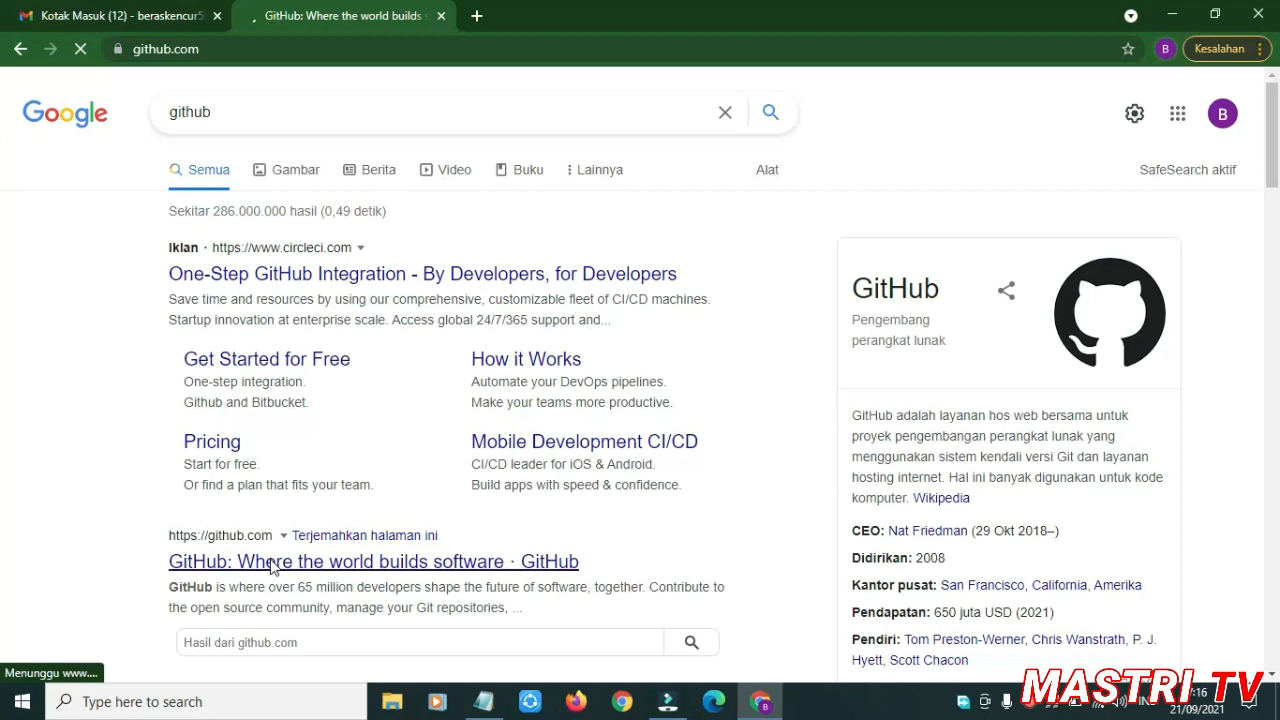 Kotak Masuk (12) - beraskencur5
GitHub: Where the world builds s
github.com
Kesalahan
Google
github
B
Semua
Gambar
Berita
Video
Buku
Lainnya
Alat
SafeSearch aktif
Sekitar 286.000.000 hasil (0,49 detik)
Iklan · https://www.circleci.com
One-Step GitHub Integration - By Developers, for Developers
Save time and resources by using our comprehensive, customizable fleet of CI/CD machines.
Startup innovation at enterprise scale. Access global 24/7/365 support and...
Get Started for Free
One-step integration.
Github and Bitbucket.
How it Works
Automate your DevOps pipelines.
Make your teams more productive.
Pricing
Start for free.
Or find a plan that fits your team.
Mobile Development CI/CD
CI/CD leader for iOS & Android.
Build apps with speed & confidence.
https://github.com
Terjemahkan halaman ini
GitHub: Where the world builds software · GitHub
GitHub is where over 65 million developers shape the future of software, together. Contribute to
the open source community, manage your Git repositories, ...
Hasil dari github.com
GitHub
Pengembang
perangkat lunak
GitHub adalah layanan hos web bersama untuk
proyek pengembangan perangkat lunak yang
menggunakan sistem kendali versi Git dan layanan
hosting internet. Hal ini banyak digunakan untuk kode
komputer. Wikipedia
CEO: Nat Friedman (29 Okt 2018–)
Didirikan: 2008
Kantor pusat: San Francisco, California, Amerika
Pendapatan: 650 juta USD (2021)
Pendiri: Tom Preston-Werner, Chris Wanstrath, P. J.
Hyett, Scott Chacon
Menunggu www....
Type here to search
MASTRI TV
21/09/2021